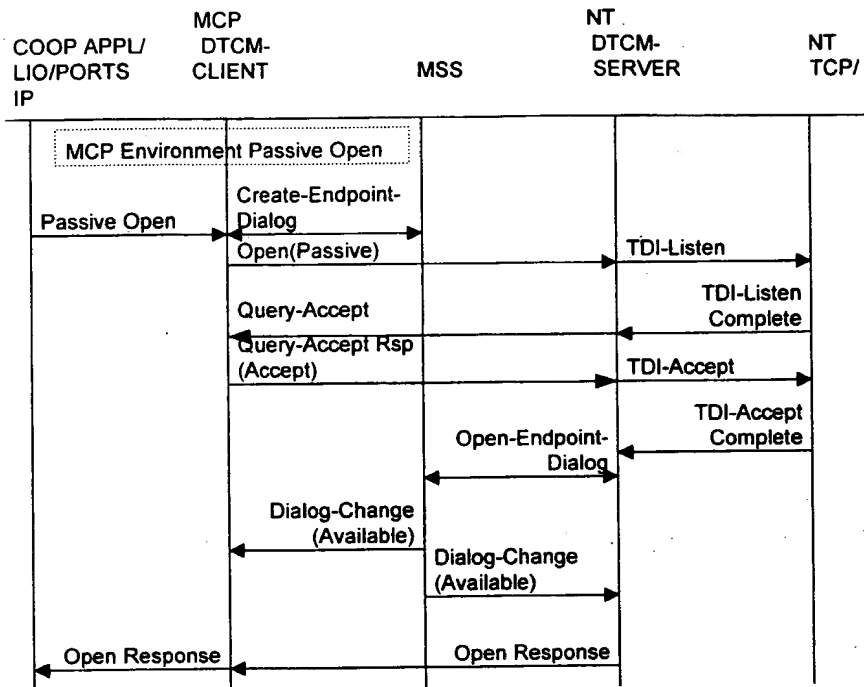 COOP APPL/
LIO/PORTS
IP
MCP
DTCM-
CLIENT
MSS
NT
DTCM-
SERVER
NT
TCP/
MCP Environment Passive Open
Passive Open
Create-Endpoint-
Dialog
Open(Passive)
TDI-Listen
TDI-Listen
Complete
Query-Accept
Query-Accept Rsp
(Accept)
TDI-Accept
TDI-Accept
Complete
Open-Endpoint-
Dialog
Dialog-Change
(Available)
Dialog-Change
(Available)
Open Response
Open Response